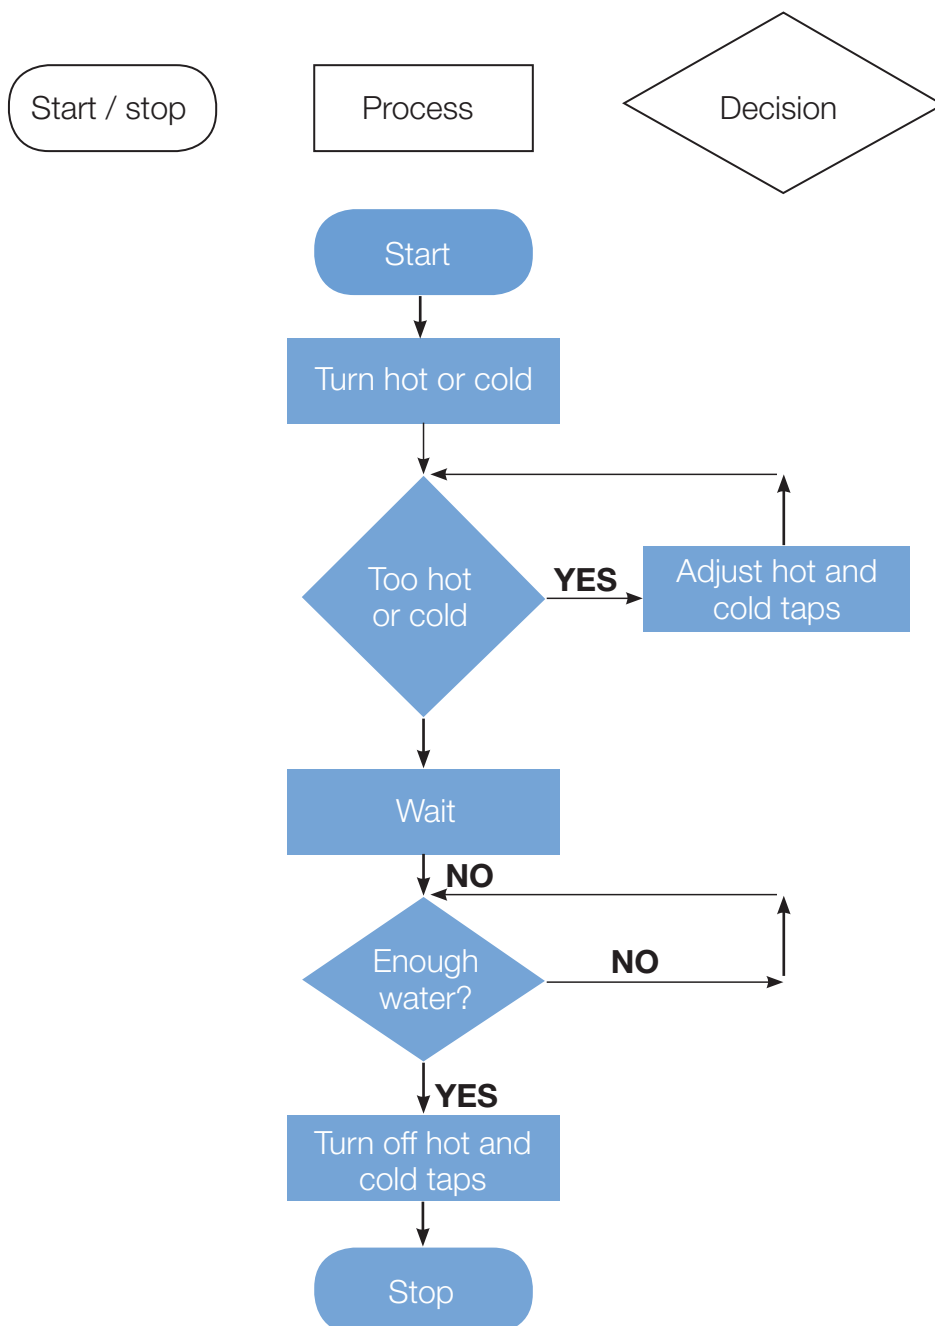 Start / stop
Process
Decision
Start
Turn hot or cold
Too hot
or cold
YES
Adjust hot and
cold taps
Wait
NO
Enough
water?
NO
YES
Turn off hot and
cold taps
Stop